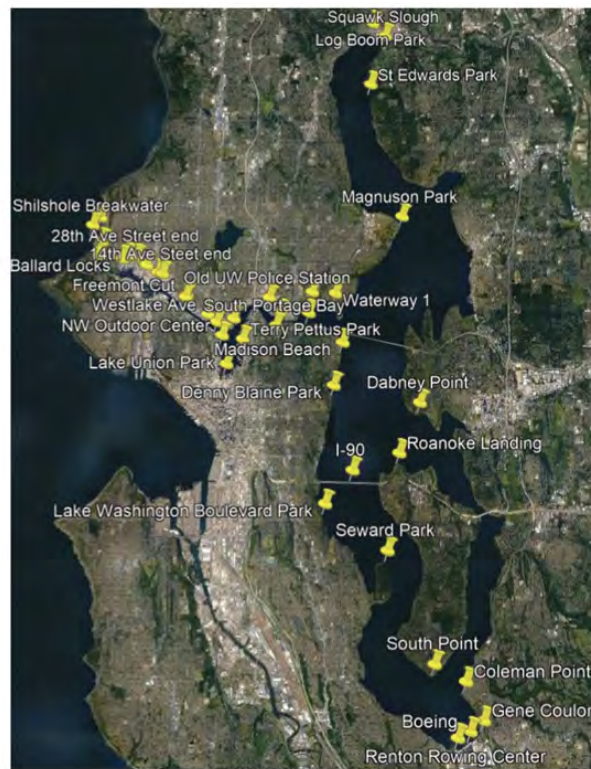 Squawk Slough
Log Boom Park
St Edwards Park
Magnuson Park
Shilshole Breakwater
28th Ave Street end
14th Ave Steet end
Ballard Locks
Old UW Police Station
Freemont Cut
Westlake Ave
South Portage Bay
Waterway 1
NW Outdoor Center
Terry Pettus Park
Madison Beach
Lake Union Park
Denny Blaine Park
Dabney Point
Roanoke Landing
I-90
Lake Washington Boulevard Park
Seward Park
South Point
Coleman Point
Gene Coulon
Boeing
Renton Rowing Center